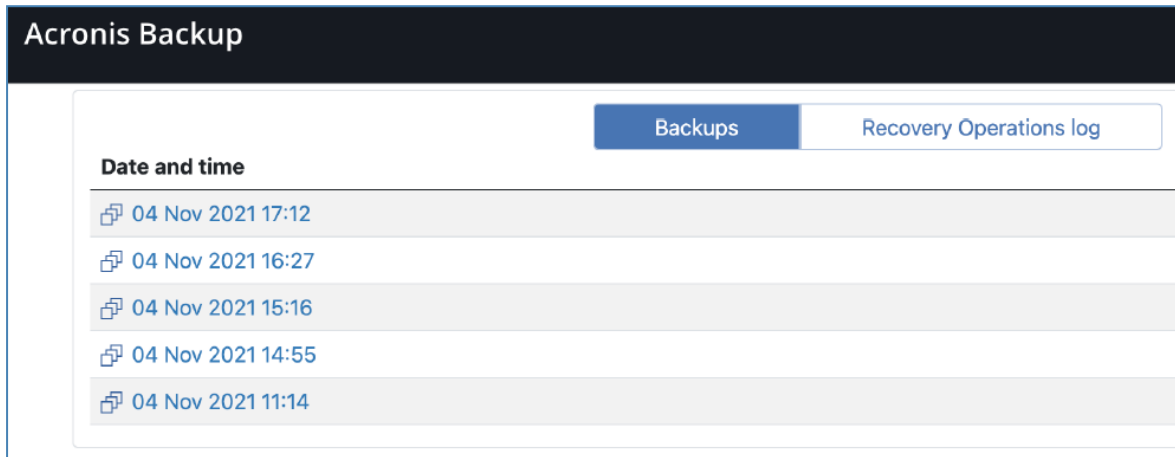 Acronis Backup
Backups
Recovery Operations log
Date and time
04 Nov 2021 17:12
04 Nov 2021 16:27
04 Nov 2021 15:16
04 Nov 2021 14:55
04 Nov 2021 11:14